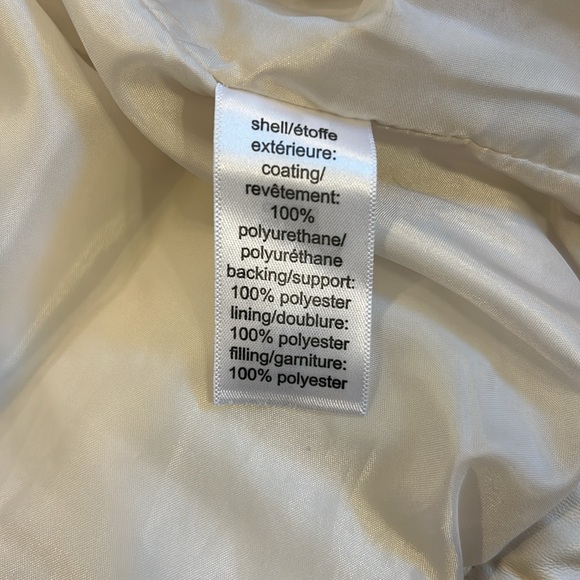 shell/étoffe
extérieure:
coating/
revêtement:
100%
polyurethane/
polyuréthane
backing/support:
100% polyester
lining/doublure:
100% polyester
filling/garniture:
100% polyester